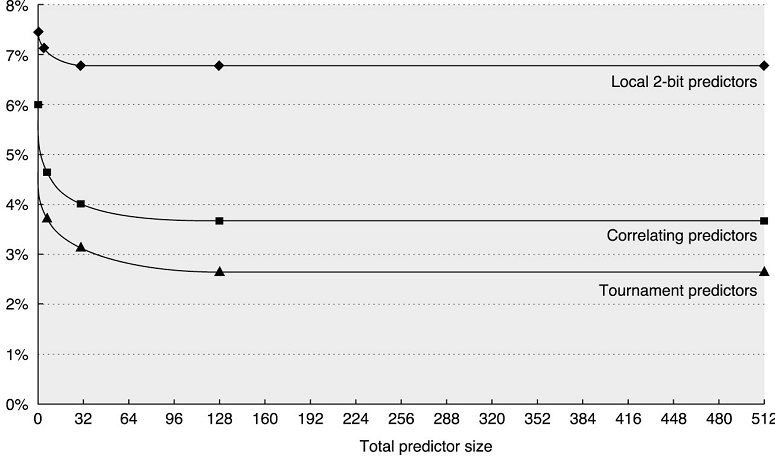 8%
7%
Local 2-bit predictors
6%
5%
4%
Correlating predictors
3%
Tournament predictors
2%
1%
0%
0 32 64 96 128 160 192 224 256 288 320 352 384 416 448 480 512
Total predictor size